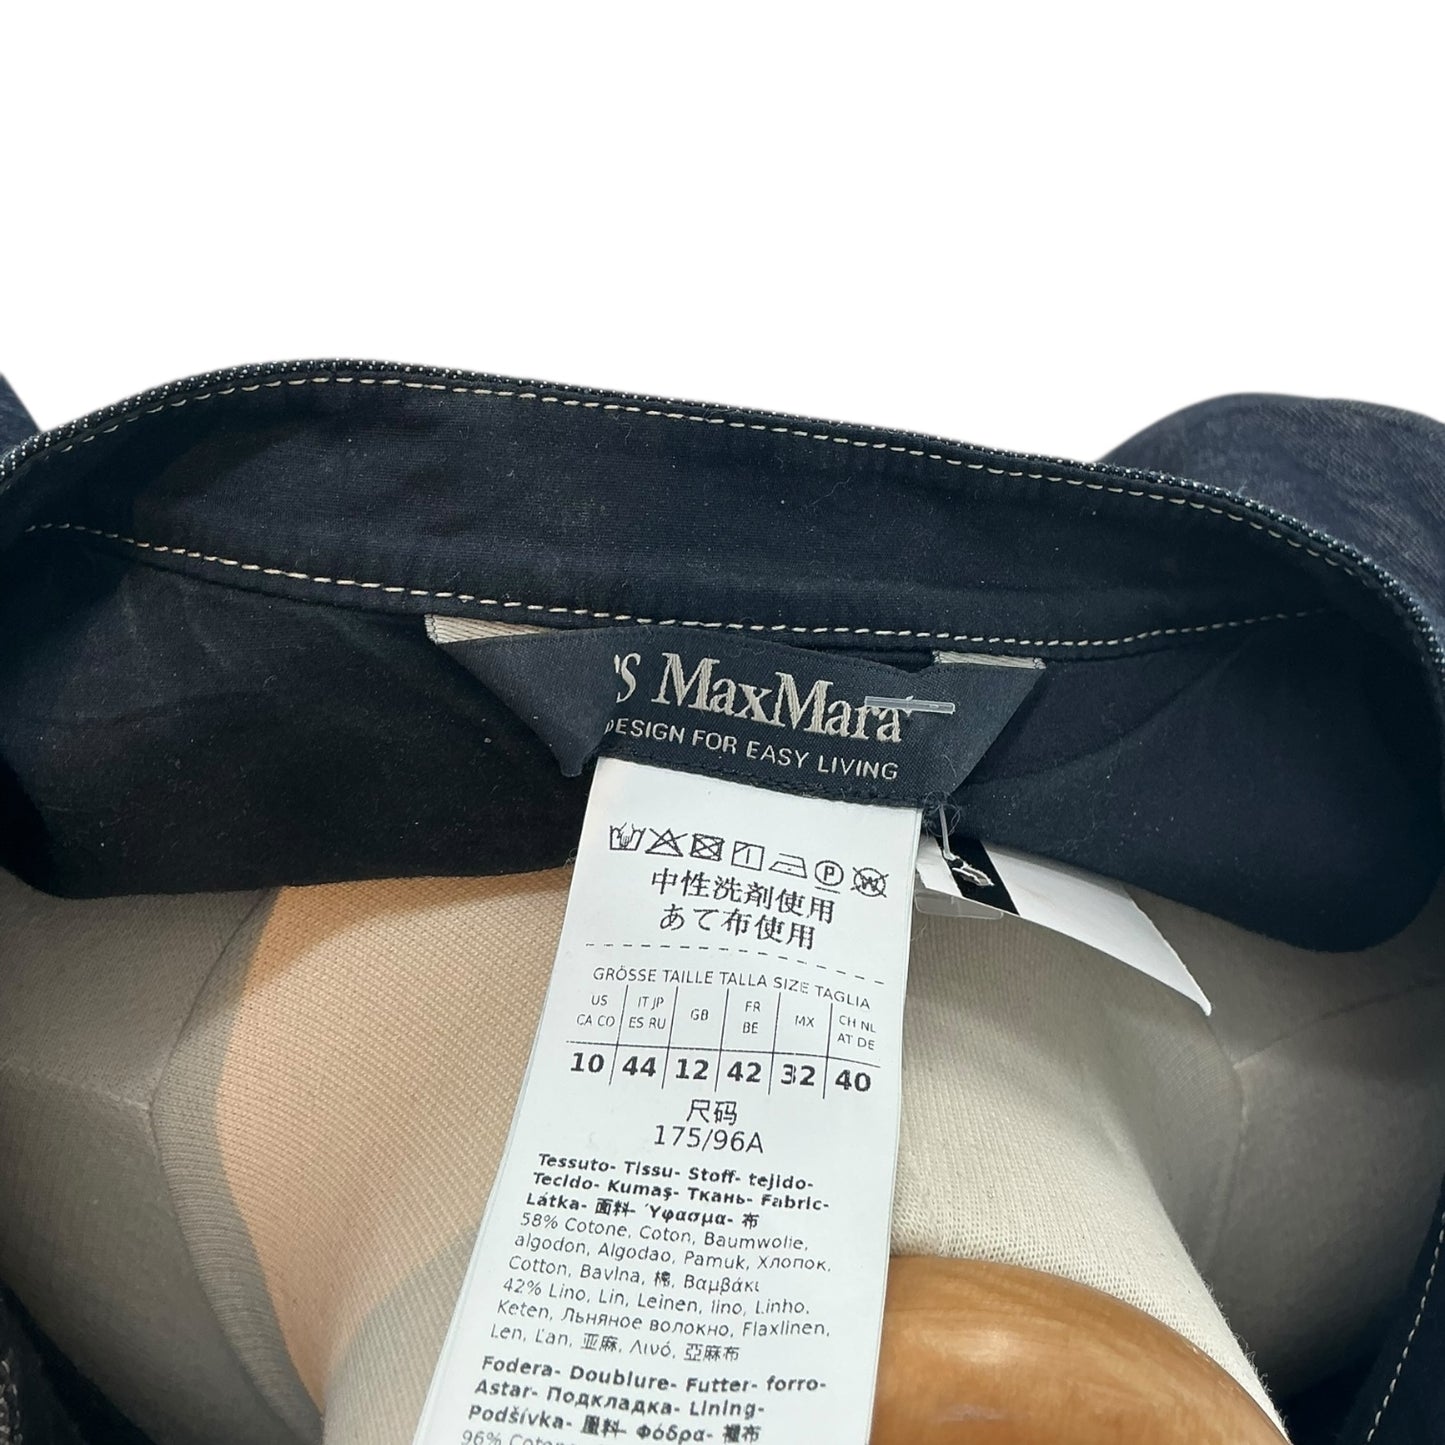 'S MaxMara
DESIGN FOR EASY LIVING
P W
中性洗剤使用
あて布使用
GRÖSSE TAILLE TALLA SIZE TAGLIA
US IT JP GB FR MX CH NL
CA CO ES RU BE AT DE
10 44 12 42 32 40
尺码
175/96A
Tessuto- Tissu- Stoff- tejido-
Tecido- Kumaş- Ткань- Fabric-
Látka- 面料- Ύφασμα- 布
58% Cotone, Coton, Baumwolle,
algodon, Algodao, Pamuk, Хлопок,
Cotton, Bavlna, 棉, Βαμβάκι
42% Lino, Lin, Leinen, lino, Linho,
Keten, Льняное волокно, Flaxlinen,
Len, Ľan, 亚麻, Λινό, 亞麻布
Fodera- Doublure- Futter- forro-
Astar- Подкладка- Lining-
Podšívka- 里料- Φόδρα- 裡布
96% Cotone